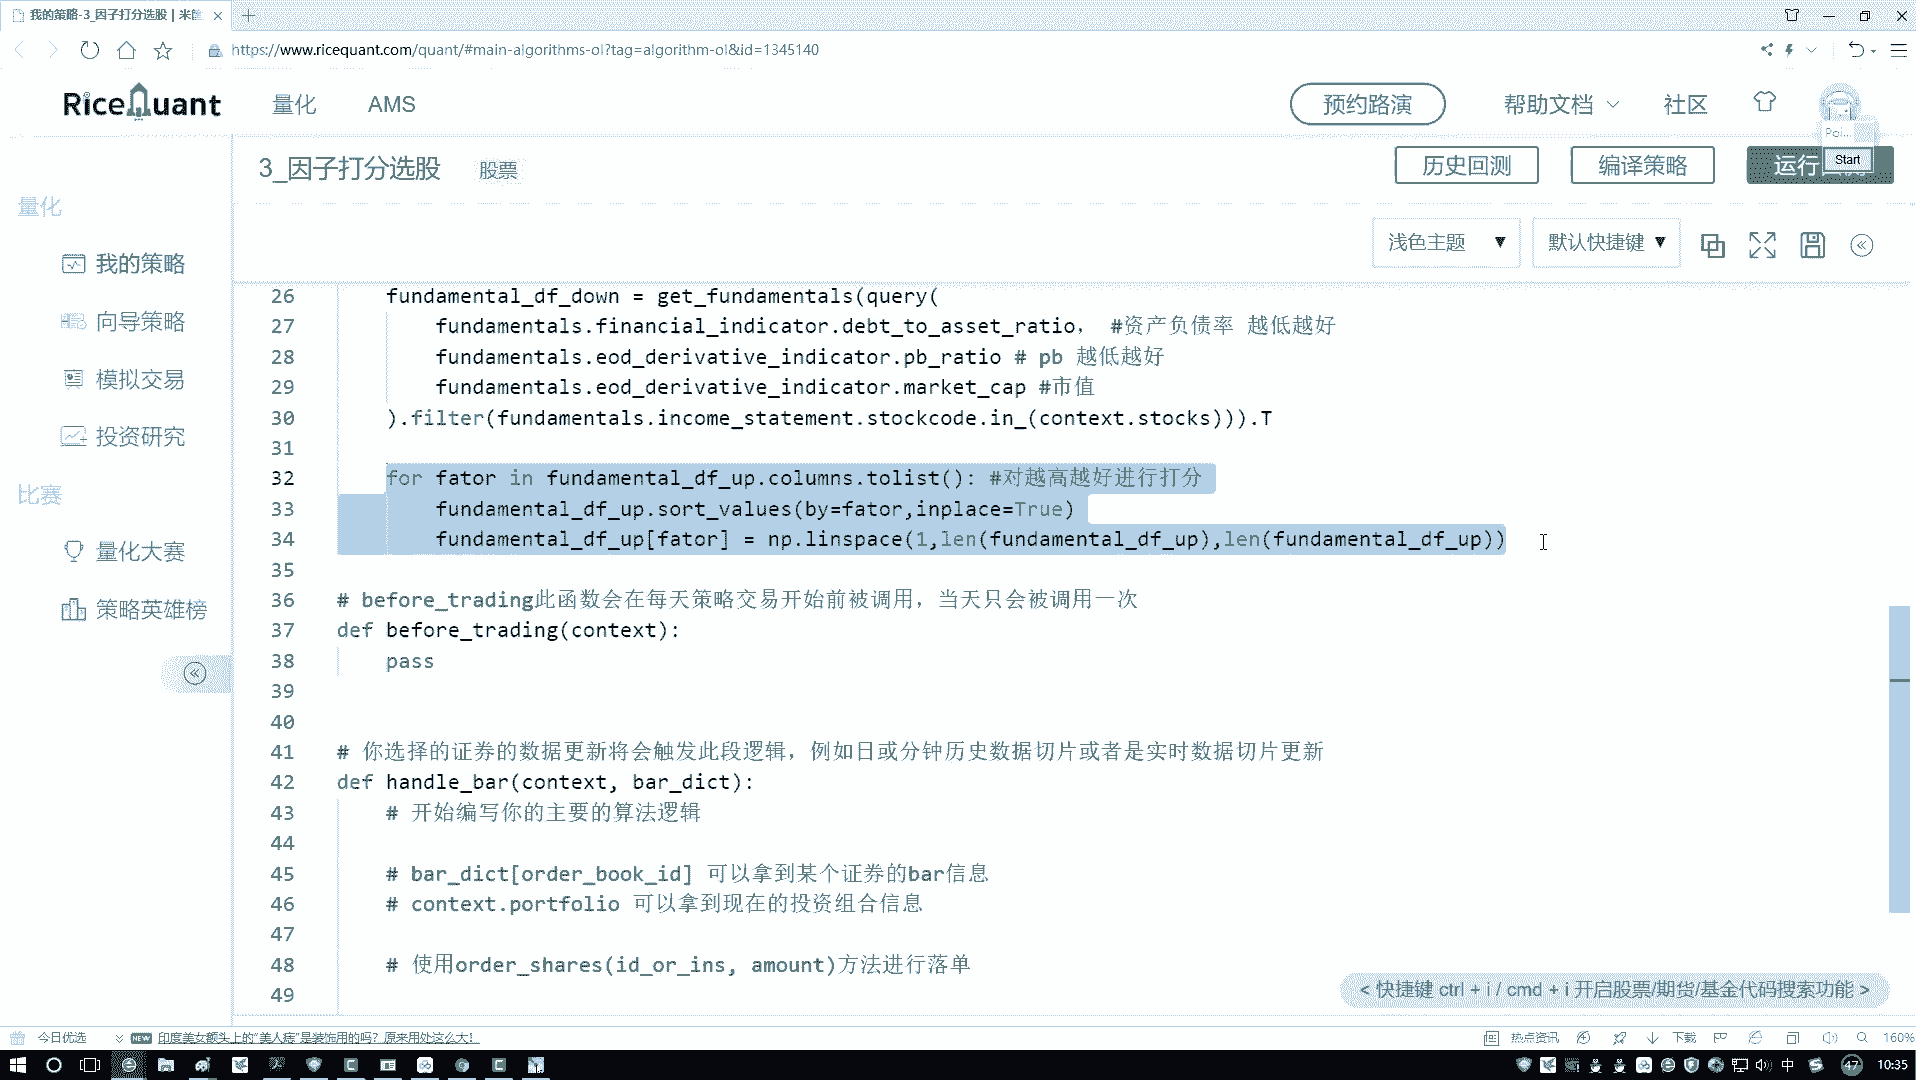 我的策略-3_因子打分选股 | 米
https://www.ricequant.com/quant/#main-algorithms-ol?tag=algorithm-ol&id=1345140
RiceQuant
量化
AMS
预约路演
帮助文档
社区
Poi...
Start
3_因子打分选股
股票
历史回测
编译策略
运行
浅色主题
默认快捷键
量化
我的策略
向导策略
模拟交易
投资研究
比赛
量化大赛
策略英雄榜
26 fundamental_df_down = get_fundamentals(query(
27 fundamentals.financial_indicator.debt_to_asset_ratio， #资产负债率 越低越好
28 fundamentals.eod_derivative_indicator.pb_ratio # pb 越低越好
29 fundamentals.eod_derivative_indicator.market_cap #市值
30 ).filter(fundamentals.income_statement.stockcode.in_(context.stocks))).T
31
32 for fator in fundamental_df_up.columns.tolist(): #对越高越好进行打分
33 fundamental_df_up.sort_values(by=fator,inplace=True)
34 fundamental_df_up[fator] = np.linspace(1,len(fundamental_df_up),len(fundamental_df_up))
35
36 # before_trading此函数会在每天策略交易开始前被调用，当天只会被调用一次
37 def before_trading(context):
38 pass
39
40
41 # 你选择的证券的数据更新将会触发此段逻辑，例如日或分钟历史数据切片或者是实时数据切片更新
42 def handle_bar(context, bar_dict):
43 # 开始编写你的主要的算法逻辑
44
45 # bar_dict[order_book_id] 可以拿到某个证券的bar信息
46 # context.portfolio 可以拿到现在的投资组合信息
47
48 # 使用order_shares(id_or_ins, amount)方法进行落单
49
< 快捷键 ctrl + i / cmd + i 开启股票/期货/基金代码搜索功能 >
今日优选
NEW 印度美女额头上的“美人痣”是装饰用的吗？原来用处这么大！
热点资讯
下载
160%
中
47
10:35